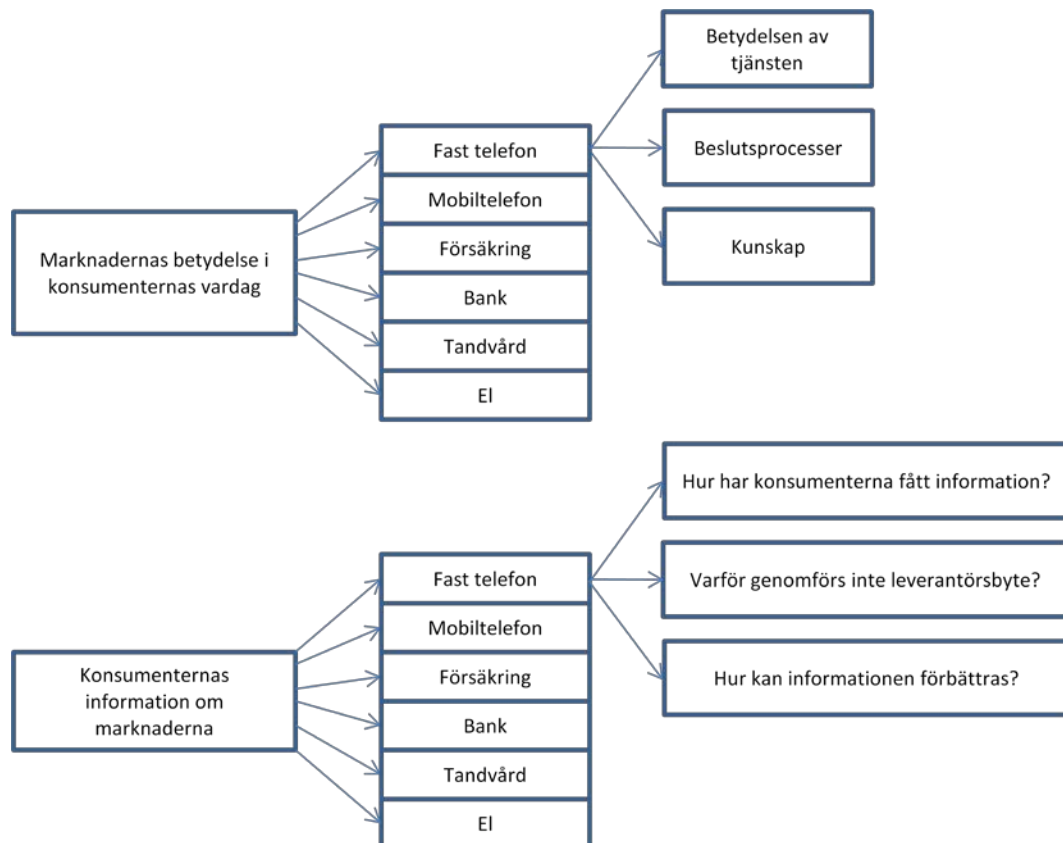 Betydelsen av
tjänsten
Fast telefon
Beslutsprocesser
Mobiltelefon
Marknadernas betydelse i
konsumenternas vardag
Försäkring
Kunskap
Bank
Tandvård
El
Hur har konsumenterna fått information?
Fast telefon
Varför genomförs inte leverantörsbyte?
Mobiltelefon
Konsumenternas
information om
marknaderna
Försäkring
Hur kan informationen förbättras?
Bank
Tandvård
El